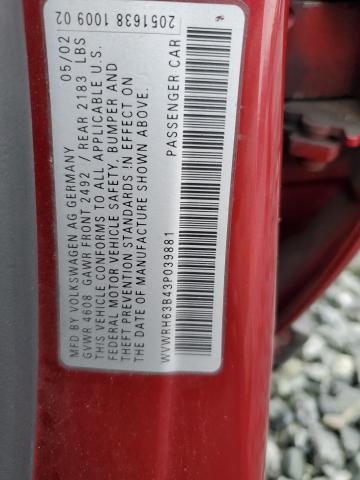 2051638 1009 02
MFD BY VOLKSWAGEN AG GERMANY 05/02
GVWR 4608 GAWR FRONT 2492 / REAR 2183 LBS
THIS VEHICLE CONFORMS TO ALL APPLICABLE U.S.
FEDERAL MOTOR VEHICLE SAFETY, BUMPER AND
THEFT PREVENTION STANDARDS IN EFFECT ON
DATE OF MANUFACTURE SHOWN ABOVE.
WVWRH63B43P039881 PASSENGER CAR